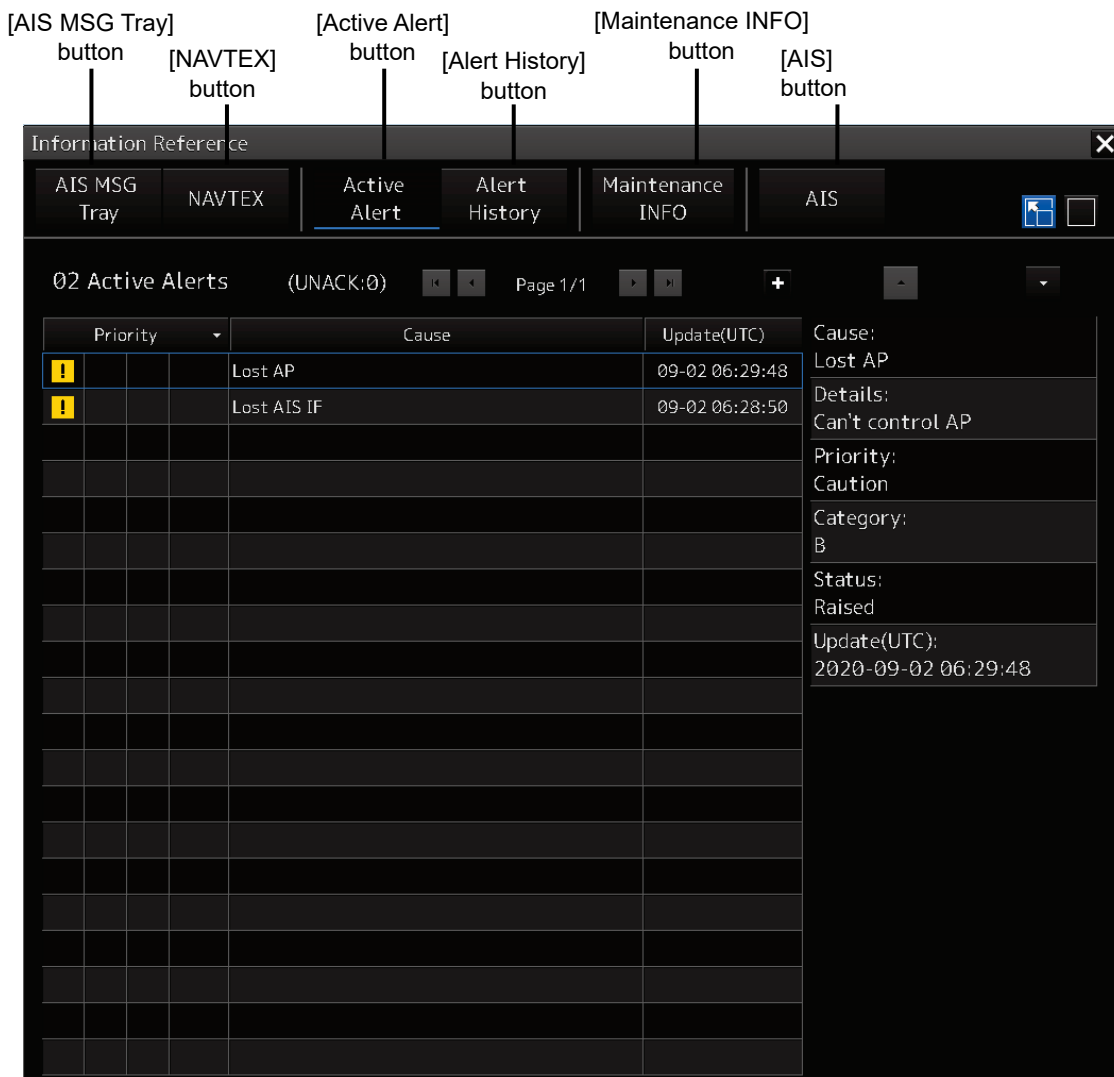 [AIS MSG Tray]
button
[NAVTEX]
button
[Active Alert]
button
[Alert History]
button
[Maintenance INFO]
button
[AIS]
button
Information Reference
AIS MSG
Tray
NAVTEX
Active
Alert
Alert
History
Maintenance
INFO
AIS
02 Active Alerts (UNACK:0) Page 1/1
Priority Cause Update(UTC)
Lost AP 09-02 06:29:48
Lost AIS IF 09-02 06:28:50
Cause:
Lost AP
Details:
Can't control AP
Priority:
Caution
Category:
B
Status:
Raised
Update(UTC):
2020-09-02 06:29:48